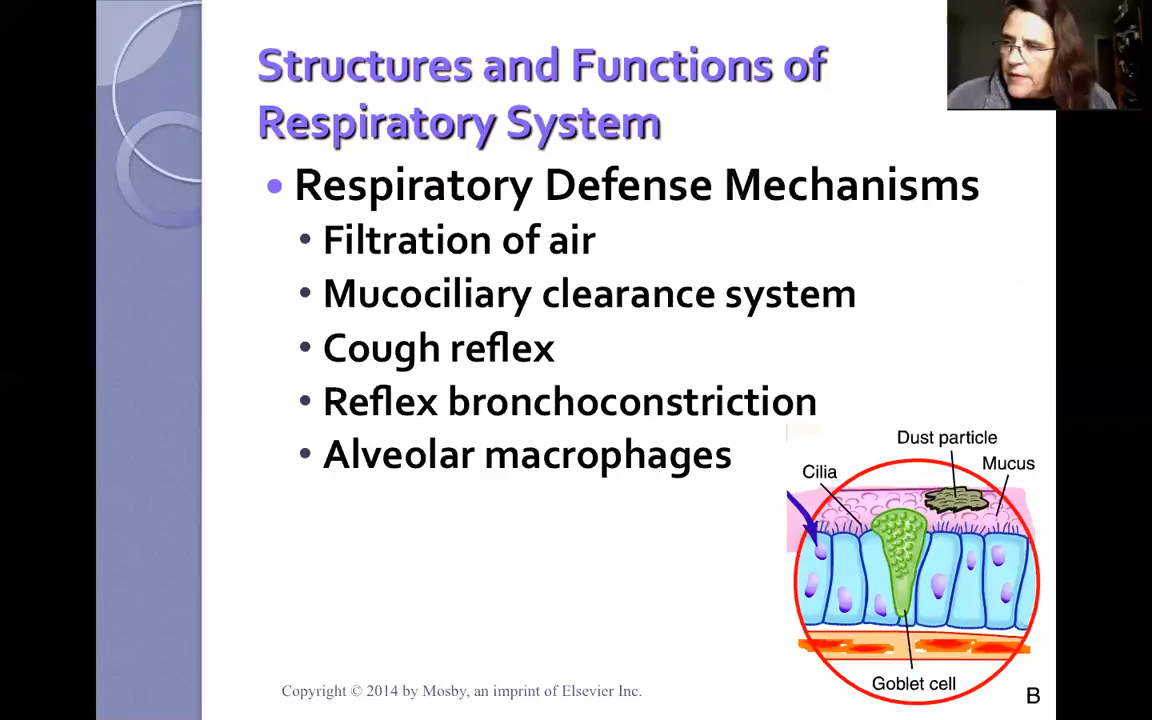 Structures and Functions of
Respiratory System
• Respiratory Defense Mechanisms
• Filtration of air
• Mucociliary clearance system
• Cough reflex
• Reflex bronchoconstriction
• Alveolar macrophages
Dust particle
Cilia
Mucus
Goblet cell
B
Copyright © 2014 by Mosby, an imprint of Elsevier Inc.